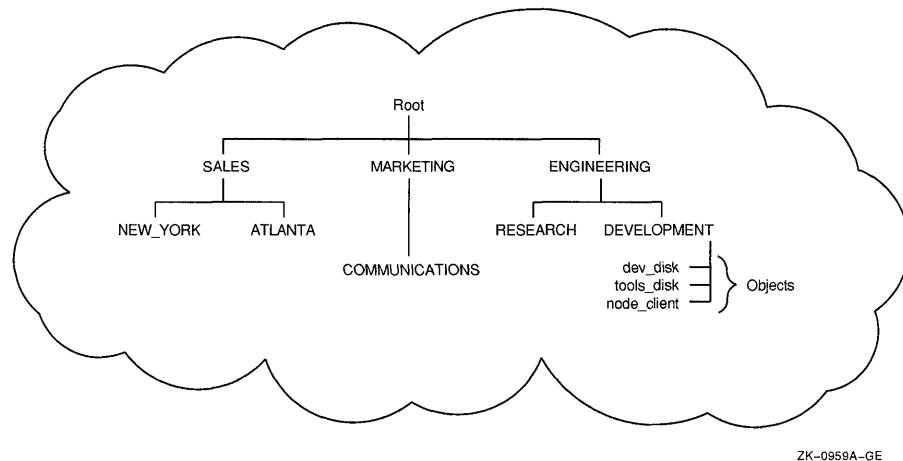 Root
SALES MARKETING ENGINEERING
NEW_YORK ATLANTA RESEARCH DEVELOPMENT
COMMUNICATIONS
dev_disk
tools_disk Objects
node_client
ZK-0959A-GE